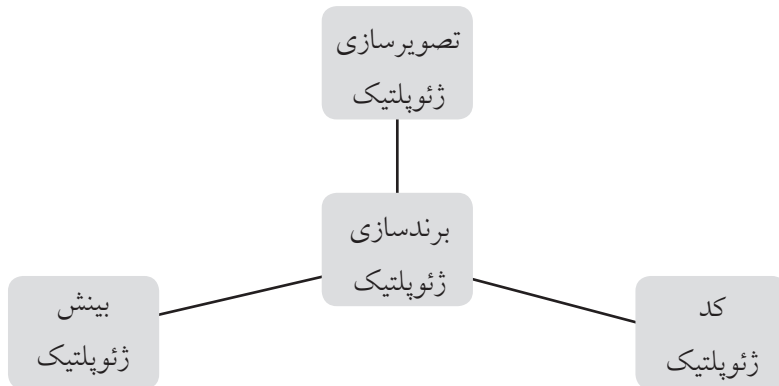 تصویرسازی
ژئوپلتیک
برندسازی
ژئوپلتیک
کد
ژئوپلتیک
بینش
ژئوپلتیک